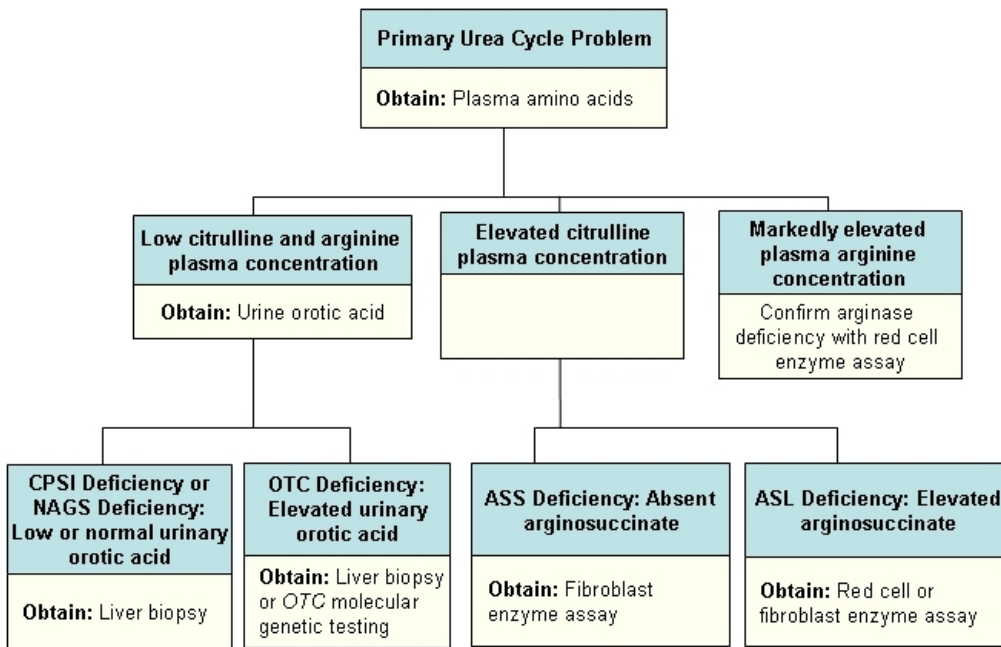 Primary Urea Cycle Problem
Obtain: Plasma amino acids
Low citrulline and arginine
plasma concentration
Obtain: Urine orotic acid
Elevated citrulline
plasma concentration
Markedly elevated
plasma arginine
concentration
Confirm arginase
deficiency with red cell
enzyme assay
CPSI Deficiency or
NAGS Deficiency:
Low or normal urinary
orotic acid
Obtain: Liver biopsy
OTC Deficiency:
Elevated urinary
orotic acid
Obtain: Liver biopsy
or OTC molecular
genetic testing
ASS Deficiency: Absent
arginosuccinate
Obtain: Fibroblast
enzyme assay
ASL Deficiency: Elevated
arginosuccinate
Obtain: Red cell or
fibroblast enzyme assay